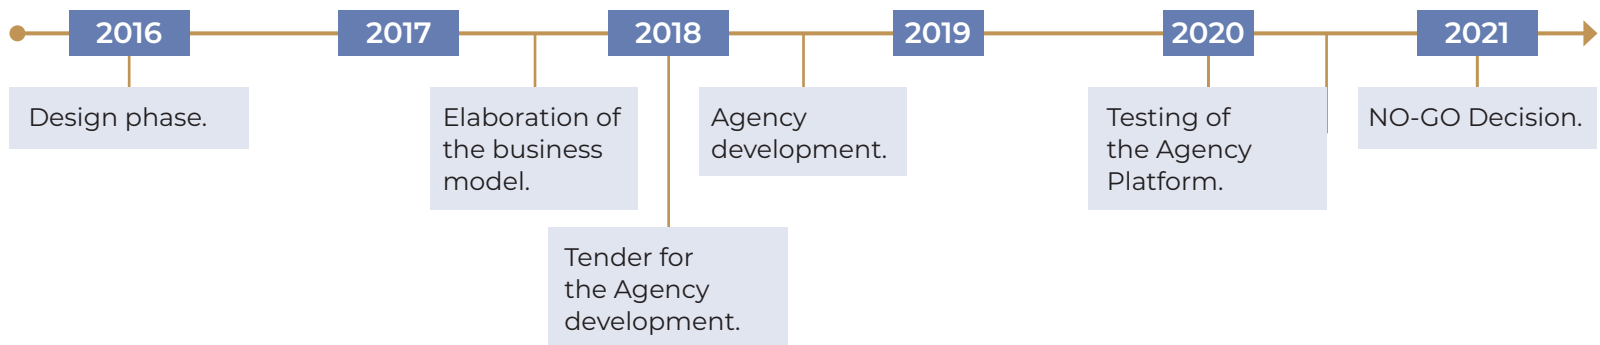 2016
2017
2018
2019
2020
2021
Design phase.
Elaboration of
the business
model.
Tender for
the Agency
development.
Agency
development.
Testing of
the Agency
Platform.
NO-GO Decision.